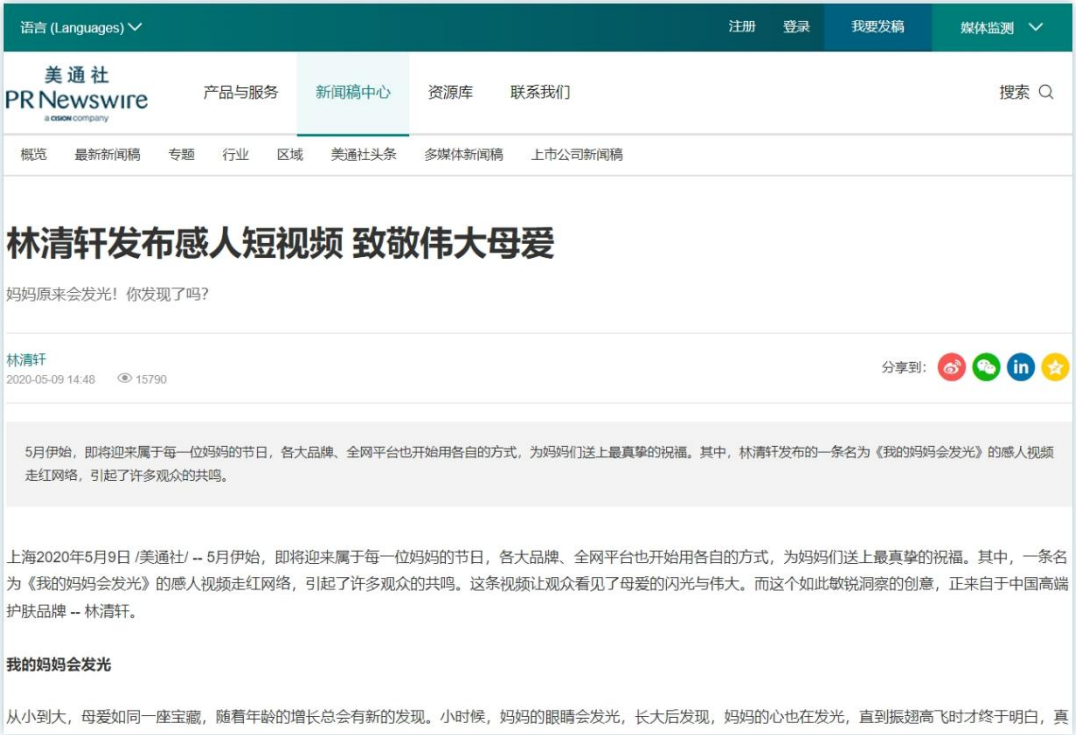 语言 (Languages)
注册 登录 我要发稿 媒体监测
美通社
PR Newswire
a CISION company
产品与服务 新闻稿中心 资源库 联系我们 搜索
概览 最新新闻稿 专题 行业 区域 美通社头条 多媒体新闻稿 上市公司新闻稿
林清轩发布感人短视频 致敬伟大母爱
妈妈原来会发光！你发现了吗？
林清轩
2020-05-09 14:48 15790
分享到：
in
5月伊始，即将迎来属于每一位妈妈的节日，各大品牌、全网平台也开始用各自的方式，为妈妈们送上最真挚的祝福。其中，林清轩发布的一条名为《我的妈妈会发光》的感人视频
走红网络，引起了许多观众的共鸣。
上海2020年5月9日 /美通社/ -- 5月伊始，即将迎来属于每一位妈妈的节日，各大品牌、全网平台也开始用各自的方式，为妈妈们送上最真挚的祝福。其中，一条名
为《我的妈妈会发光》的感人视频走红网络，引起了许多观众的共鸣。这条视频让观众看见了母爱的闪光与伟大。而这个如此敏锐洞察的创意，正来自于中国高端
护肤品牌 -- 林清轩。
我的妈妈会发光
从小到大，母爱如同一座宝藏，随着年龄的增长总会有新的发现。小时候，妈妈的眼睛会发光，长大后发现，妈妈的心也在发光，直到振翅高飞时才终于明白，真